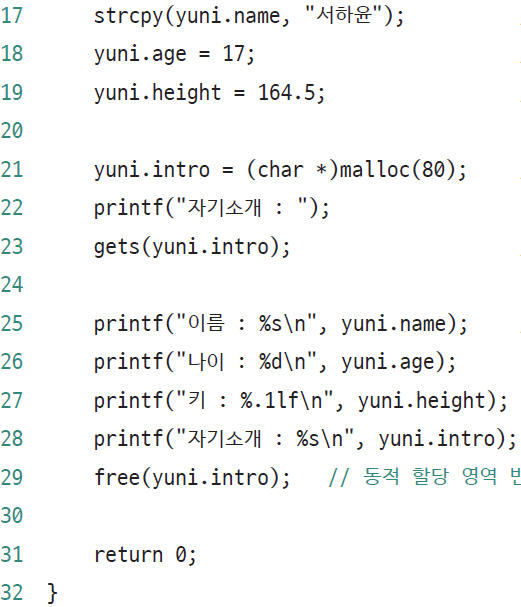 17 strcpy(yuni.name, "서하윤");
18 yuni.age = 17;
19 yuni.height = 164.5;
20
21 yuni.intro = (char *)malloc(80);
22 printf("자기소개 : ");
23 gets(yuni.intro);
24
25 printf("이름 : %s\n", yuni.name);
26 printf("나이 : %d\n", yuni.age);
27 printf("키 : %.1lf\n", yuni.height);
28 printf("자기소개 : %s\n", yuni.intro);
29 free(yuni.intro); // 동적 할당 영역
30
31 return 0;
32 }